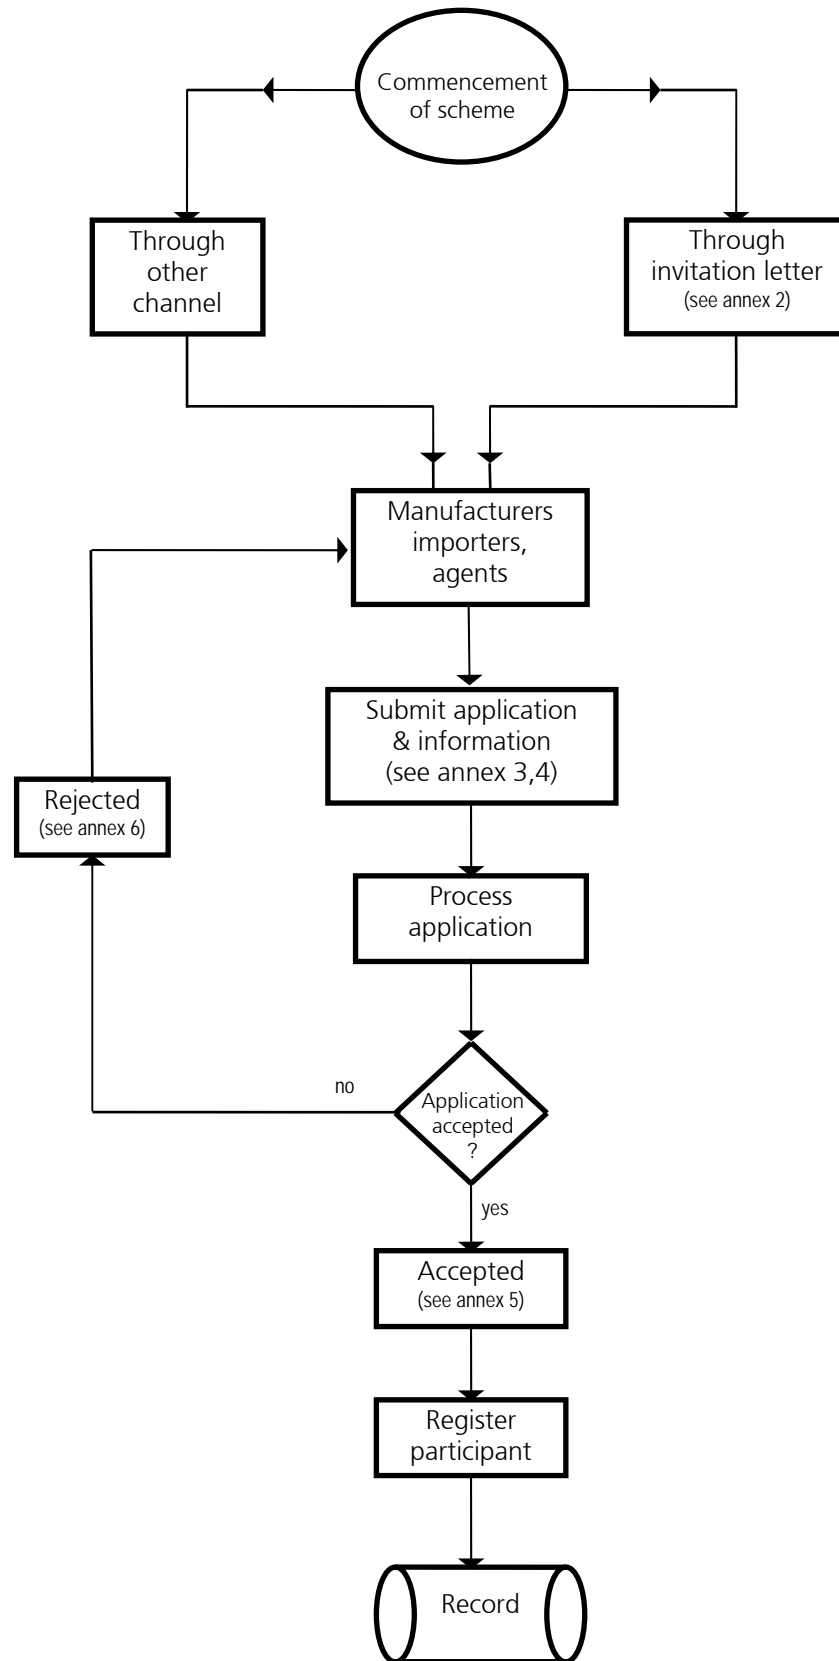 Commencement
of scheme
Through
other
channel
Through
invitation letter
(see annex 2)
Manufacturers
importers,
agents
Submit application
& information
(see annex 3,4)
Rejected
(see annex 6)
Process
application
no
Application
accepted
?
yes
Accepted
(see annex 5)
Register
participant
Record